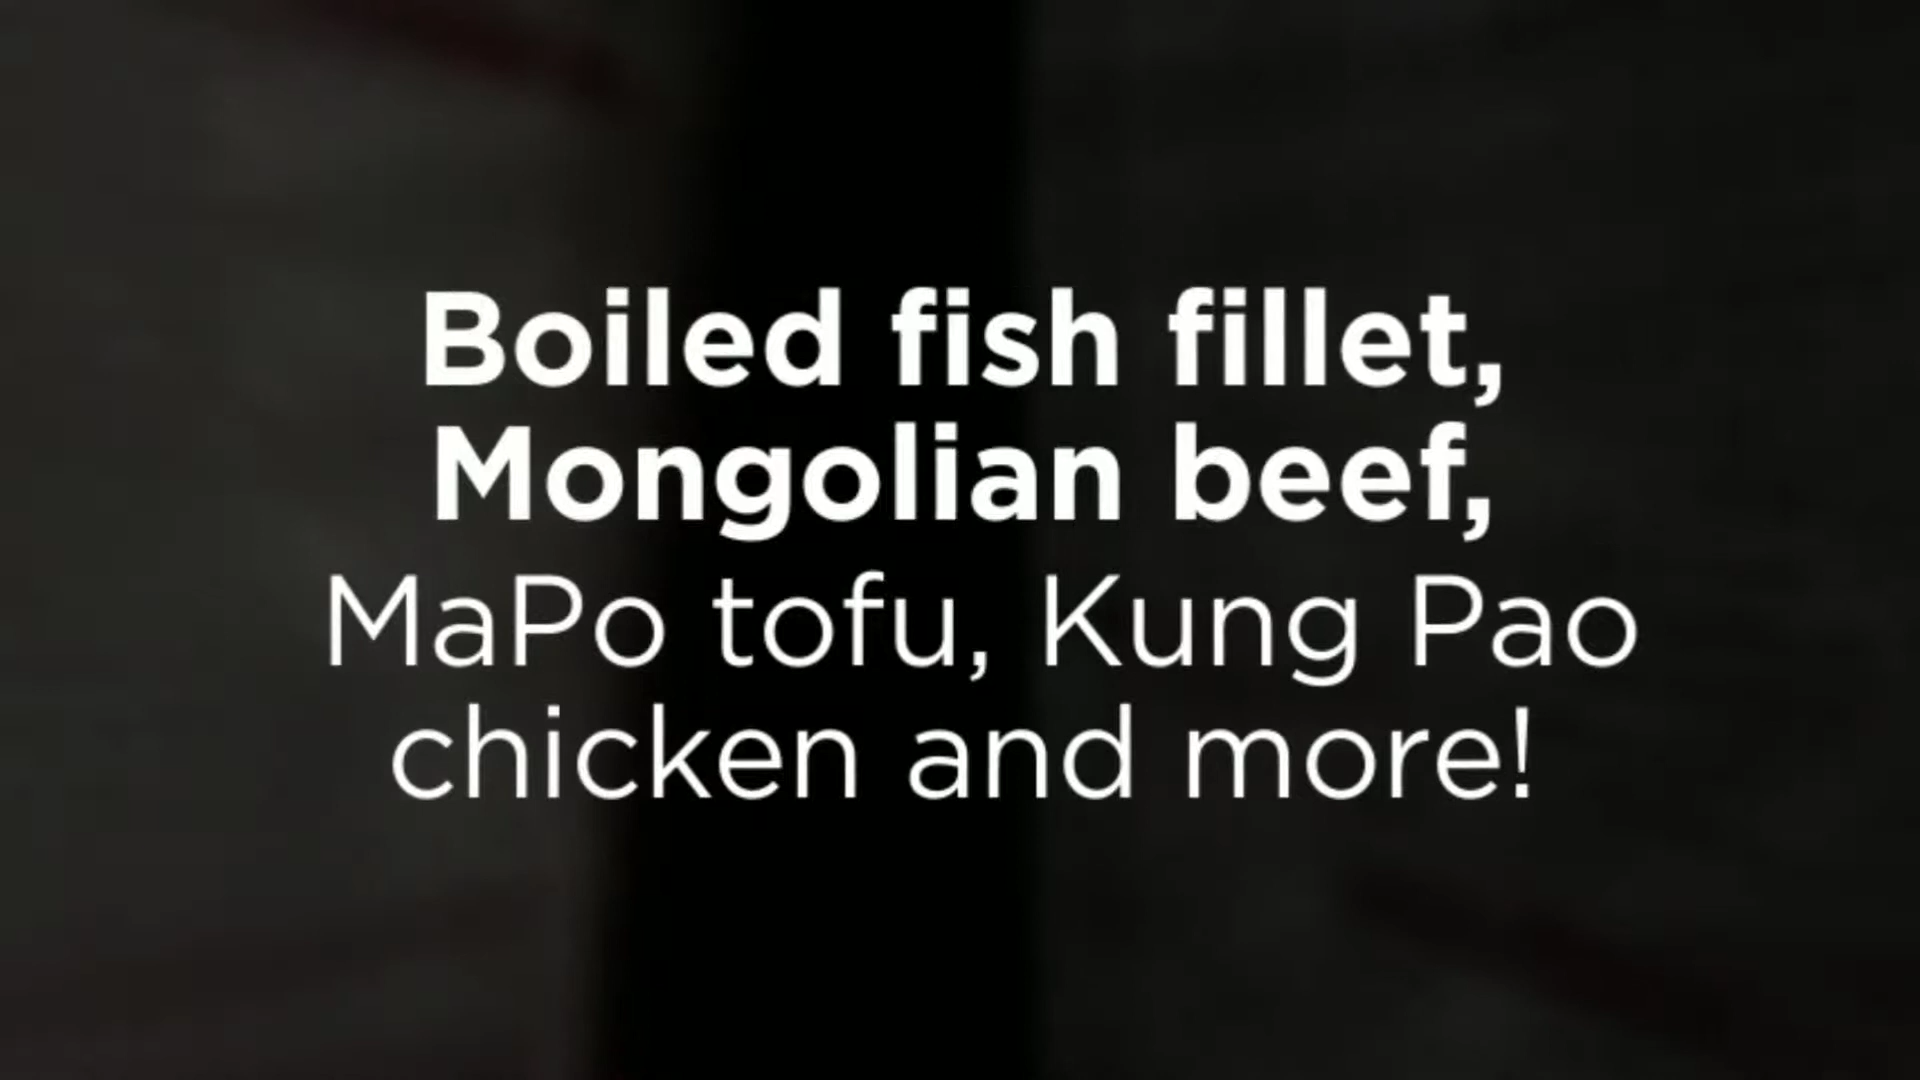 Boiled fish fillet,
Mongolian beef,
MaPo tofu, Kung Pao
chicken and more!